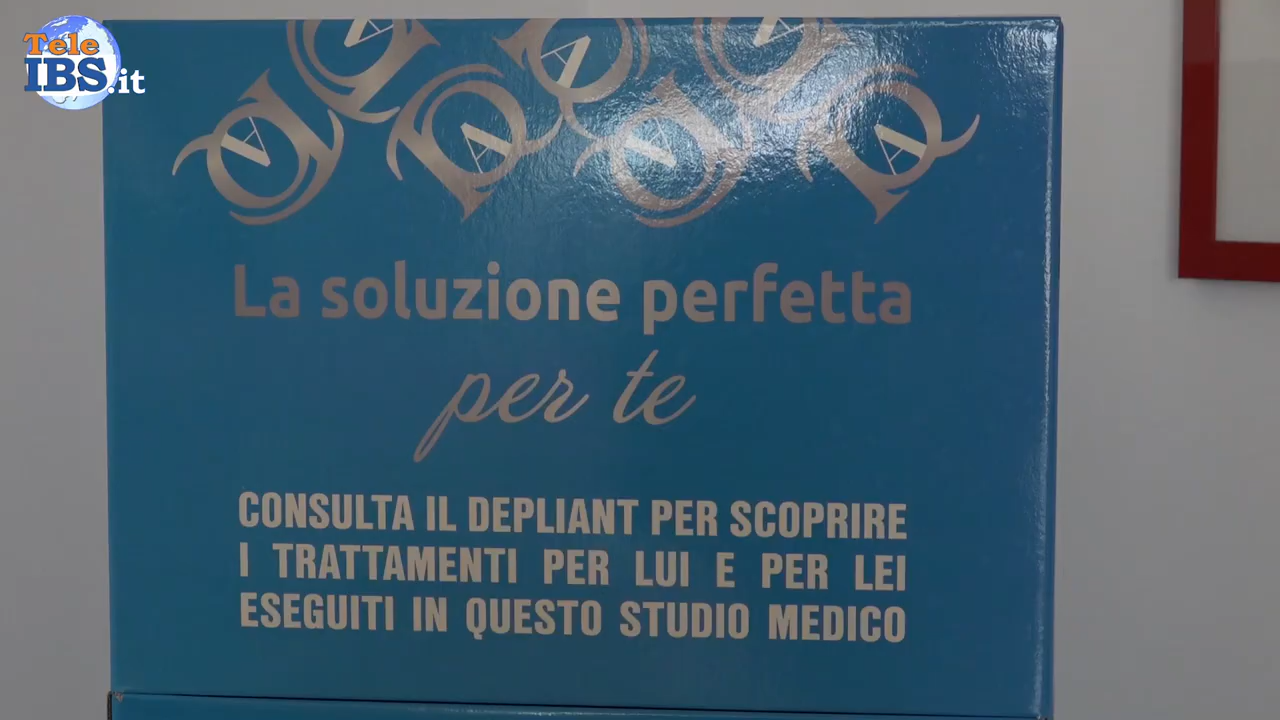 Tele
IBS.it
La soluzione perfetta
per te
CONSULTA IL DEPLIANT PER SCOPRIRE
I TRATTAMENTI PER LUI E PER LEI
ESEGUITI IN QUESTO STUDIO MEDICO